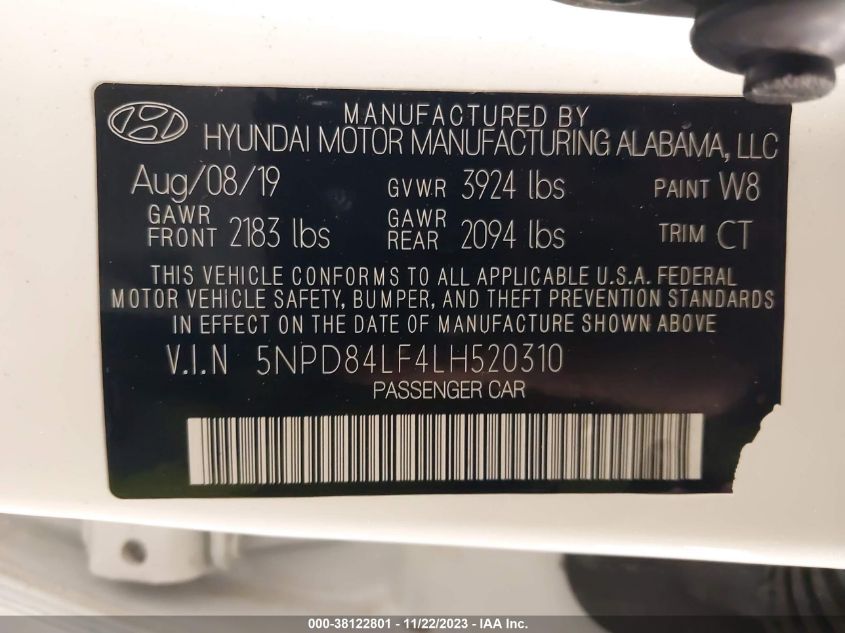 MANUFACTURED BY
HYUNDAI MOTOR MANUFACTURING ALABAMA, LLC
Aug/08/19 GVWR 3924 lbs PAINT W8
GAWR FRONT 2183 lbs GAWR REAR 2094 lbs TRIM CT
THIS VEHICLE CONFORMS TO ALL APPLICABLE U.S.A. FEDERAL
MOTOR VEHICLE SAFETY, BUMPER, AND THEFT PREVENTION STANDARDS
IN EFFECT ON THE DATE OF MANUFACTURE SHOWN ABOVE
V.I.N 5NPD84LF4LH520310
PASSENGER CAR
000-38122801 - 11/22/2023 - COPYRIGHT IAA, INC.